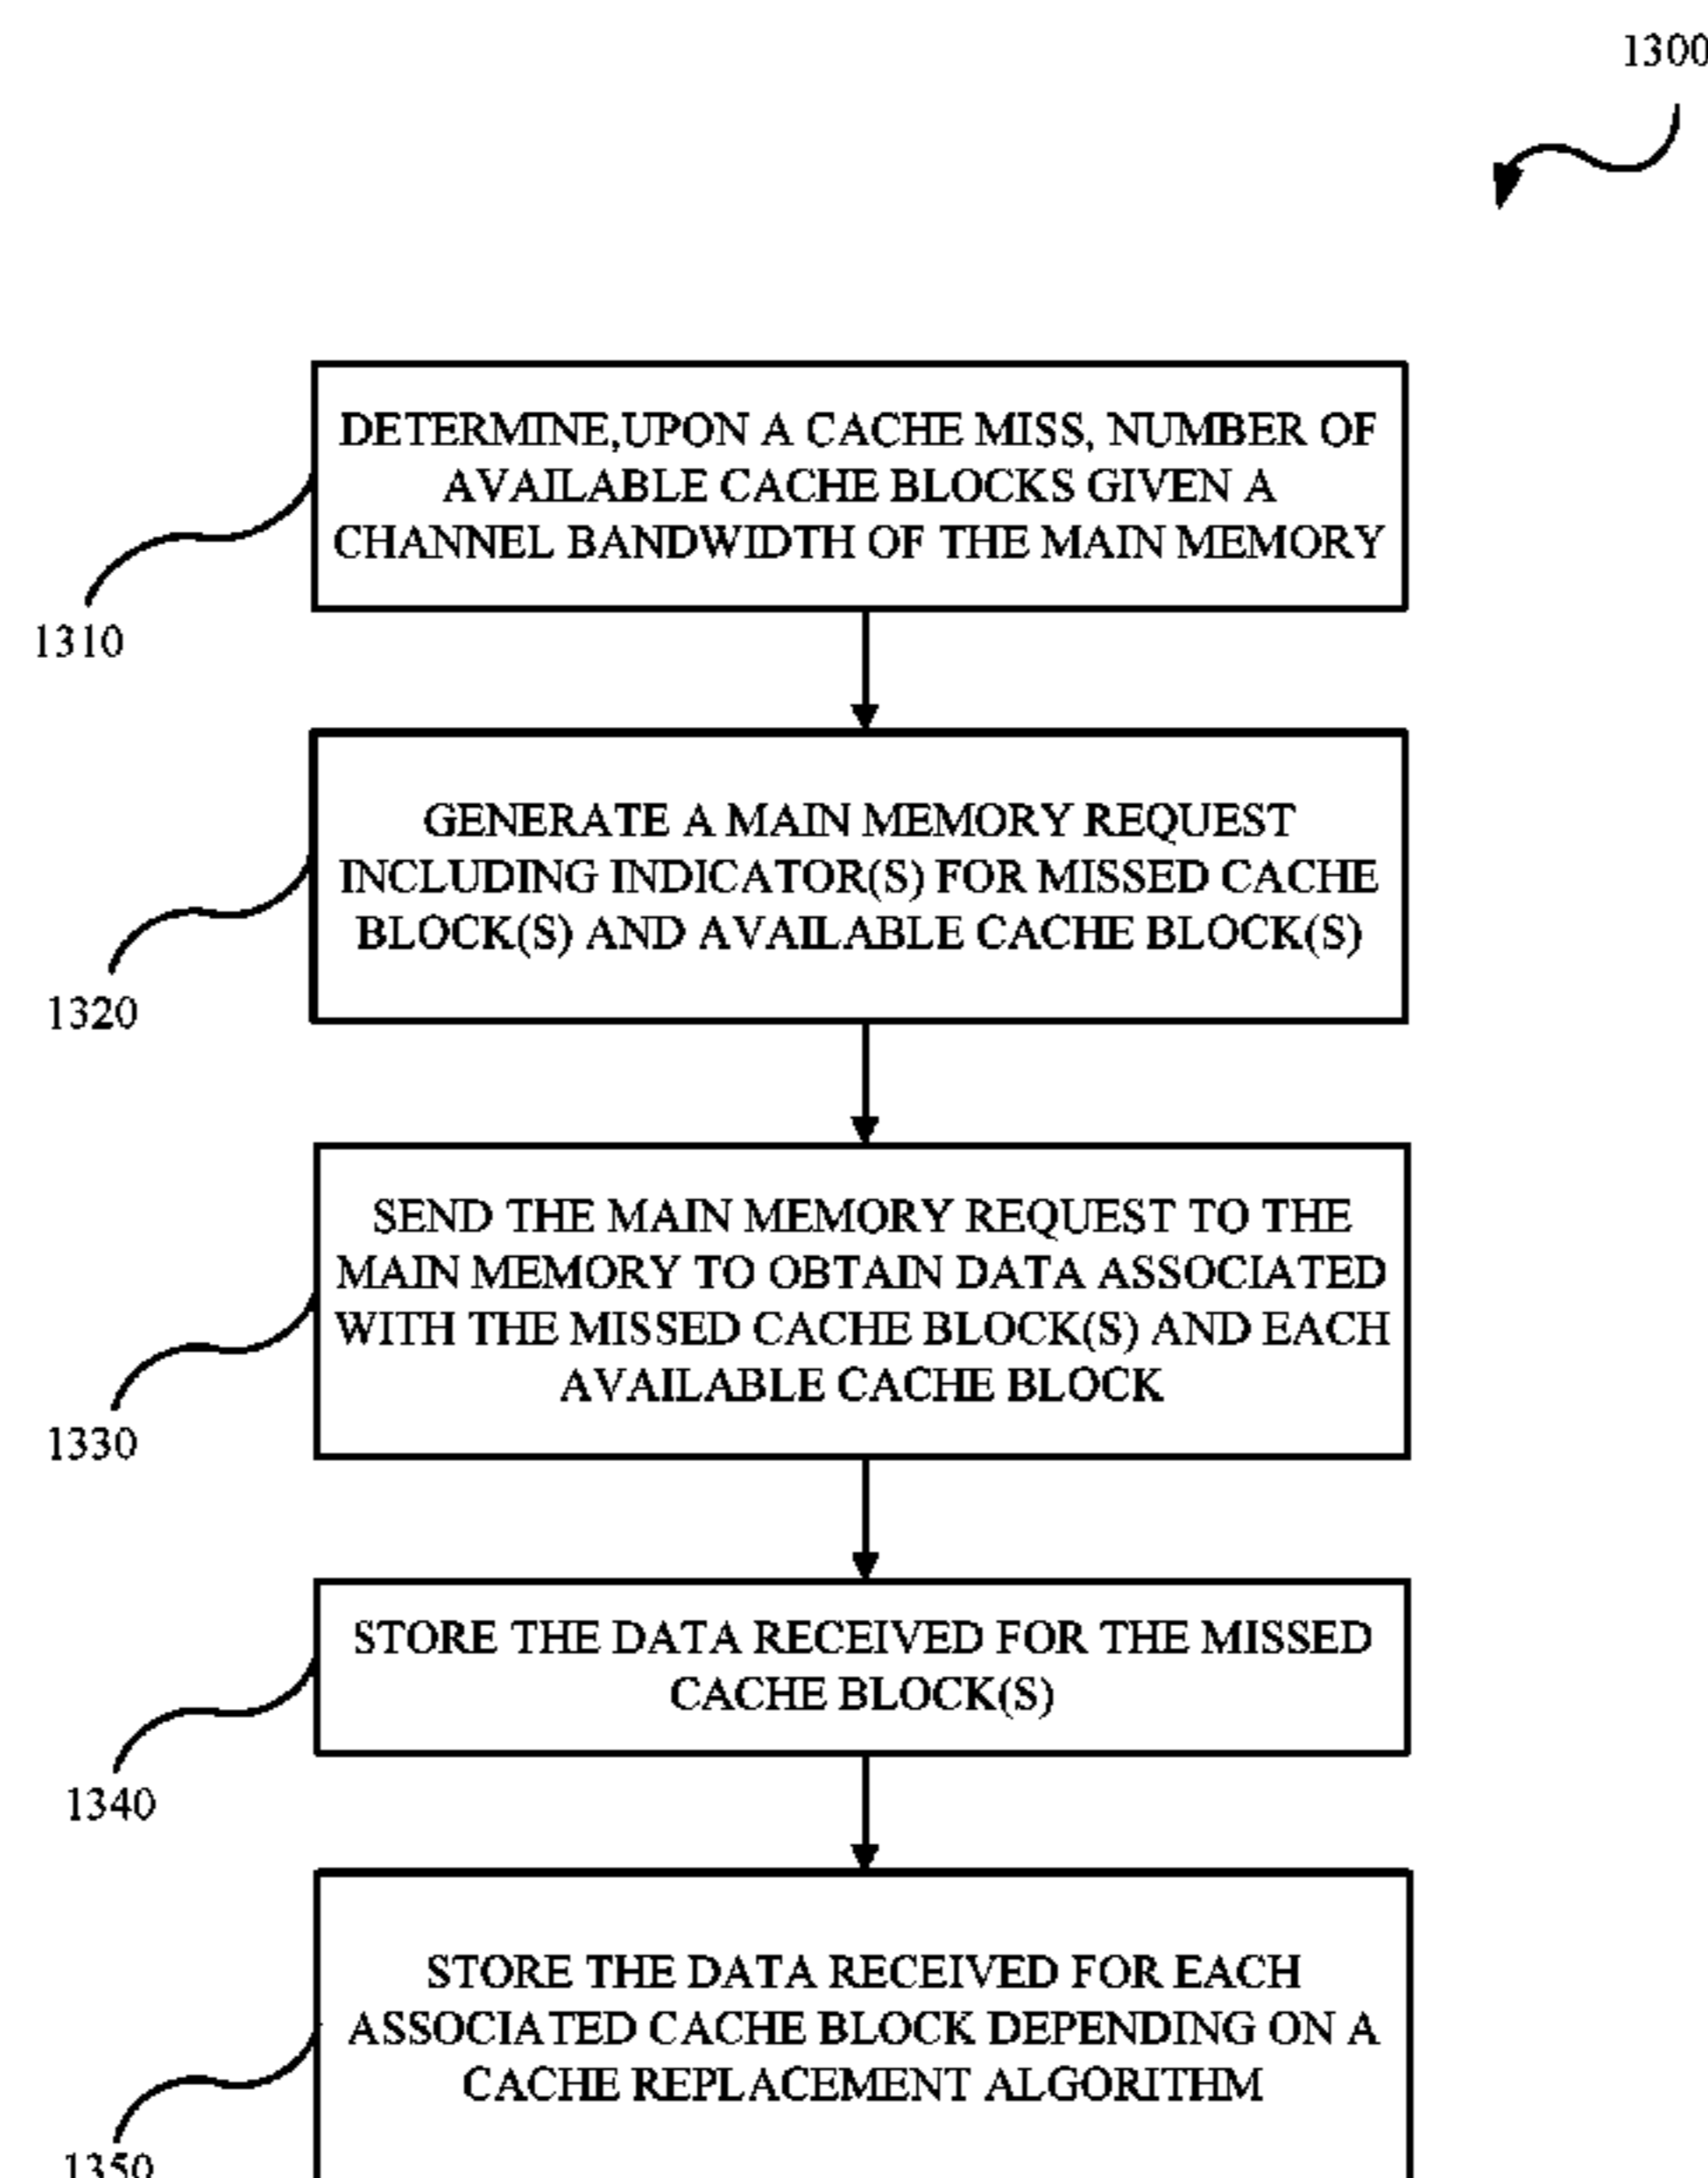 1300
DETERMINE,UPON A CACHE MISS, NUMBER OF
AVAILABLE CACHE BLOCKS GIVEN A
CHANNEL BANDWIDTH OF THE MAIN MEMORY
1310
GENERATE A MAIN MEMORY REQUEST
INCLUDING INDICATOR(S) FOR MISSED CACHE
BLOCK(S) AND AVAILABLE CACHE BLOCK(S)
1320
SEND THE MAIN MEMORY REQUEST TO THE
MAIN MEMORY TO OBTAIN DATA ASSOCIATED
WITH THE MISSED CACHE BLOCK(S) AND EACH
AVAILABLE CACHE BLOCK
1330
STORE THE DATA RECEIVED FOR THE MISSED
CACHE BLOCK(S)
1340
STORE THE DATA RECEIVED FOR EACH
ASSOCIATED CACHE BLOCK DEPENDING ON A
CACHE REPLACEMENT ALGORITHM
1350